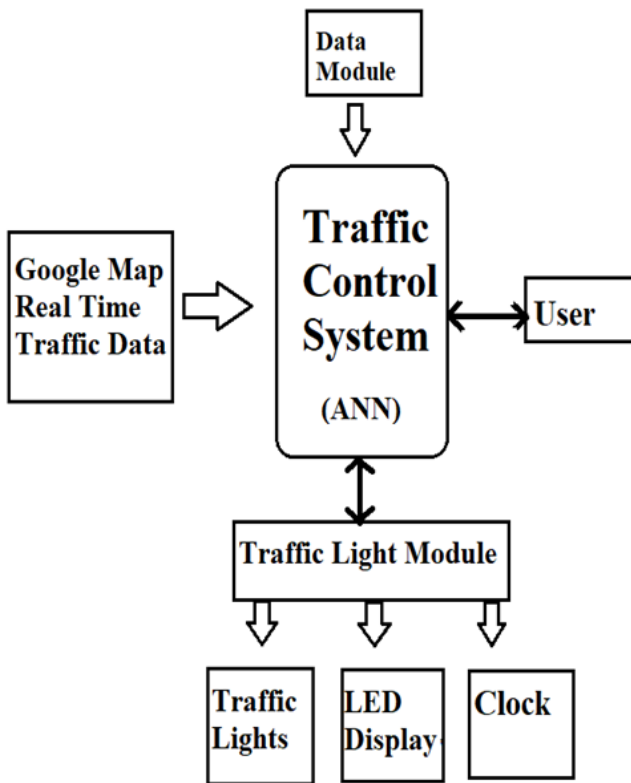 Data
Module
Google Map
Real Time
Traffic Data
Traffic
Control
System
(ANN)
User
Traffic Light Module
Traffic
Lights
LED
Display
Clock